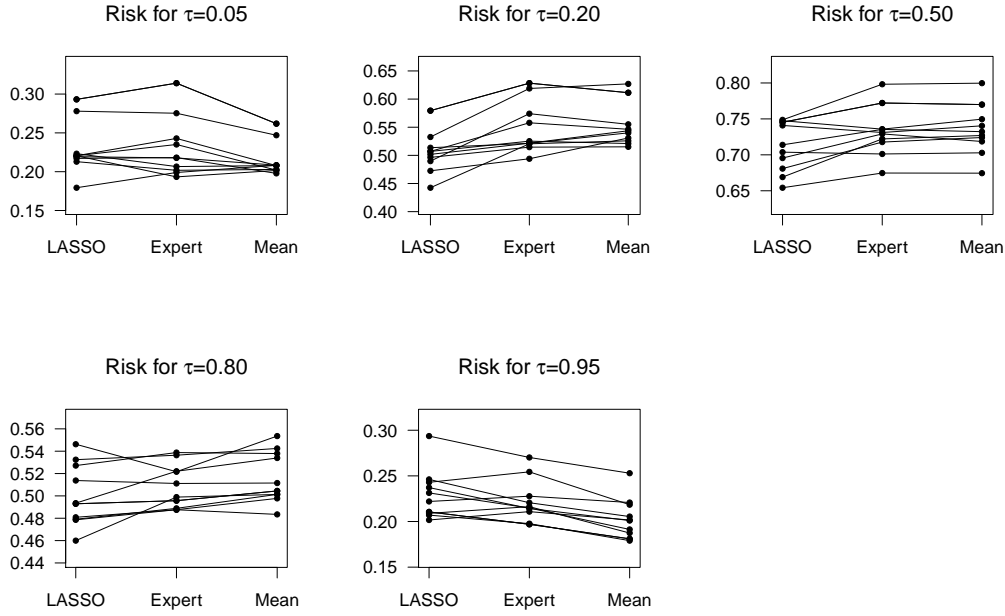 Risk for τ=0.05
0.30
0.25
0.20
0.15
LASSO Expert Mean
Risk for τ=0.20
0.65
0.60
0.55
0.50
0.45
0.40
LASSO Expert Mean
Risk for τ=0.50
0.80
0.75
0.70
0.65
LASSO Expert Mean
Risk for τ=0.80
0.56
0.54
0.52
0.50
0.48
0.46
0.44
LASSO Expert Mean
Risk for τ=0.95
0.30
0.25
0.20
0.15
LASSO Expert Mean